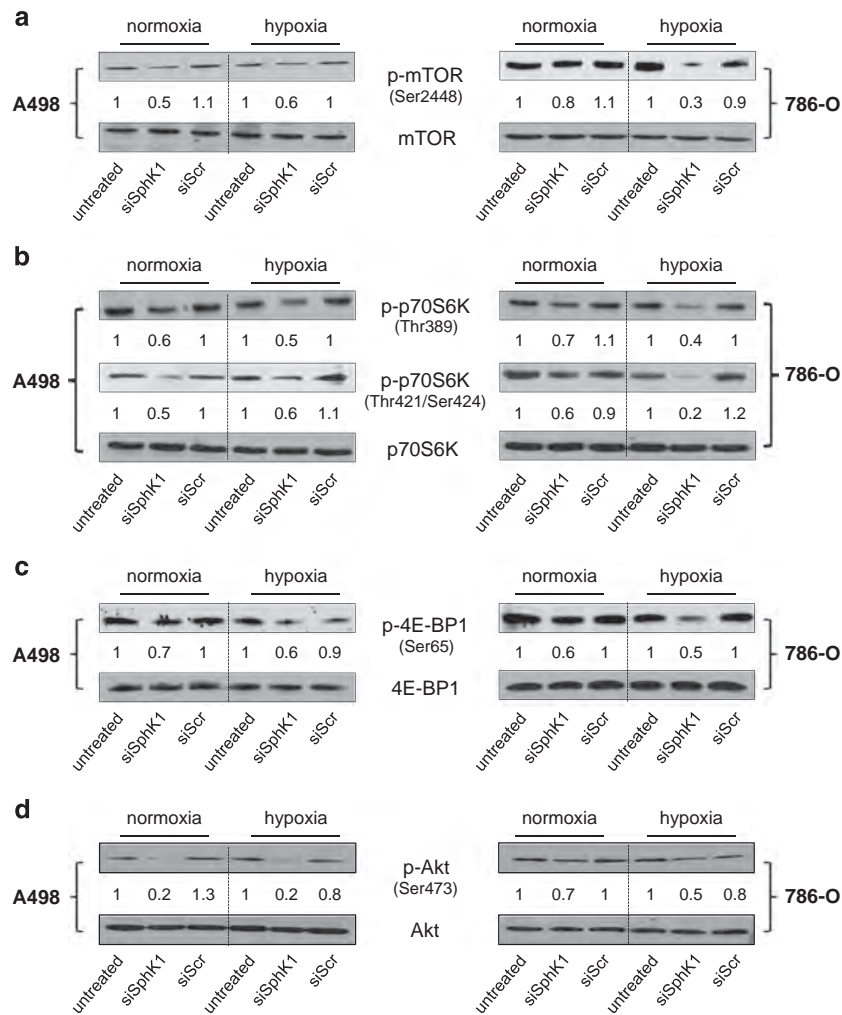 a
normoxia hypoxia normoxia hypoxia
p-mTOR
(Ser2448)
A498 1 0.5 1.1 1 0.6 1 1 0.8 1.1 1 0.3 0.9 786-O
mTOR
untreated siSphK1 siScr untreated siSphK1 siScr untreated siSphK1 siScr untreated siSphK1 siScr
b
normoxia hypoxia normoxia hypoxia
p-p70S6K
(Thr389)
1 0.6 1 1 0.5 1 1 0.7 1.1 1 0.4 1
A498 p-p70S6K 786-O
(Thr421/Ser424)
1 0.5 1 1 0.6 1.1 1 0.6 0.9 1 0.2 1.2
p70S6K
untreated siSphK1 siScr untreated siSphK1 siScr untreated siSphK1 siScr untreated siSphK1 siScr
c
normoxia hypoxia normoxia hypoxia
p-4E-BP1
(Ser65)
A498 1 0.7 1 1 0.6 0.9 1 0.6 1 1 0.5 1 786-O
4E-BP1
untreated siSphK1 siScr untreated siSphK1 siScr untreated siSphK1 siScr untreated siSphK1 siScr
d
normoxia hypoxia normoxia hypoxia
p-Akt
(Ser473)
A498 1 0.2 1.3 1 0.2 0.8 1 0.7 1 1 0.5 0.8 786-O
Akt
untreated siSphK1 siScr untreated siSphK1 siScr untreated siSphK1 siScr untreated siSphK1 siScr